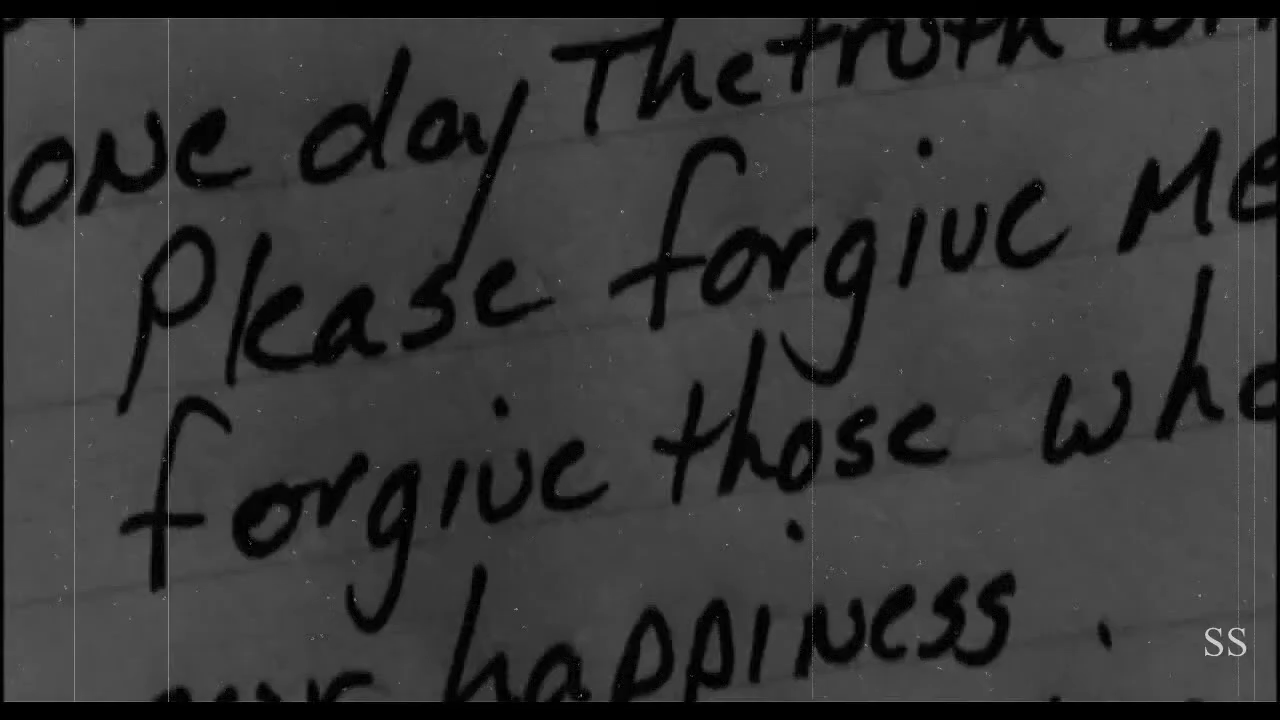 one day The truth
Please forgive Me
forgive those who
happiness.
SS